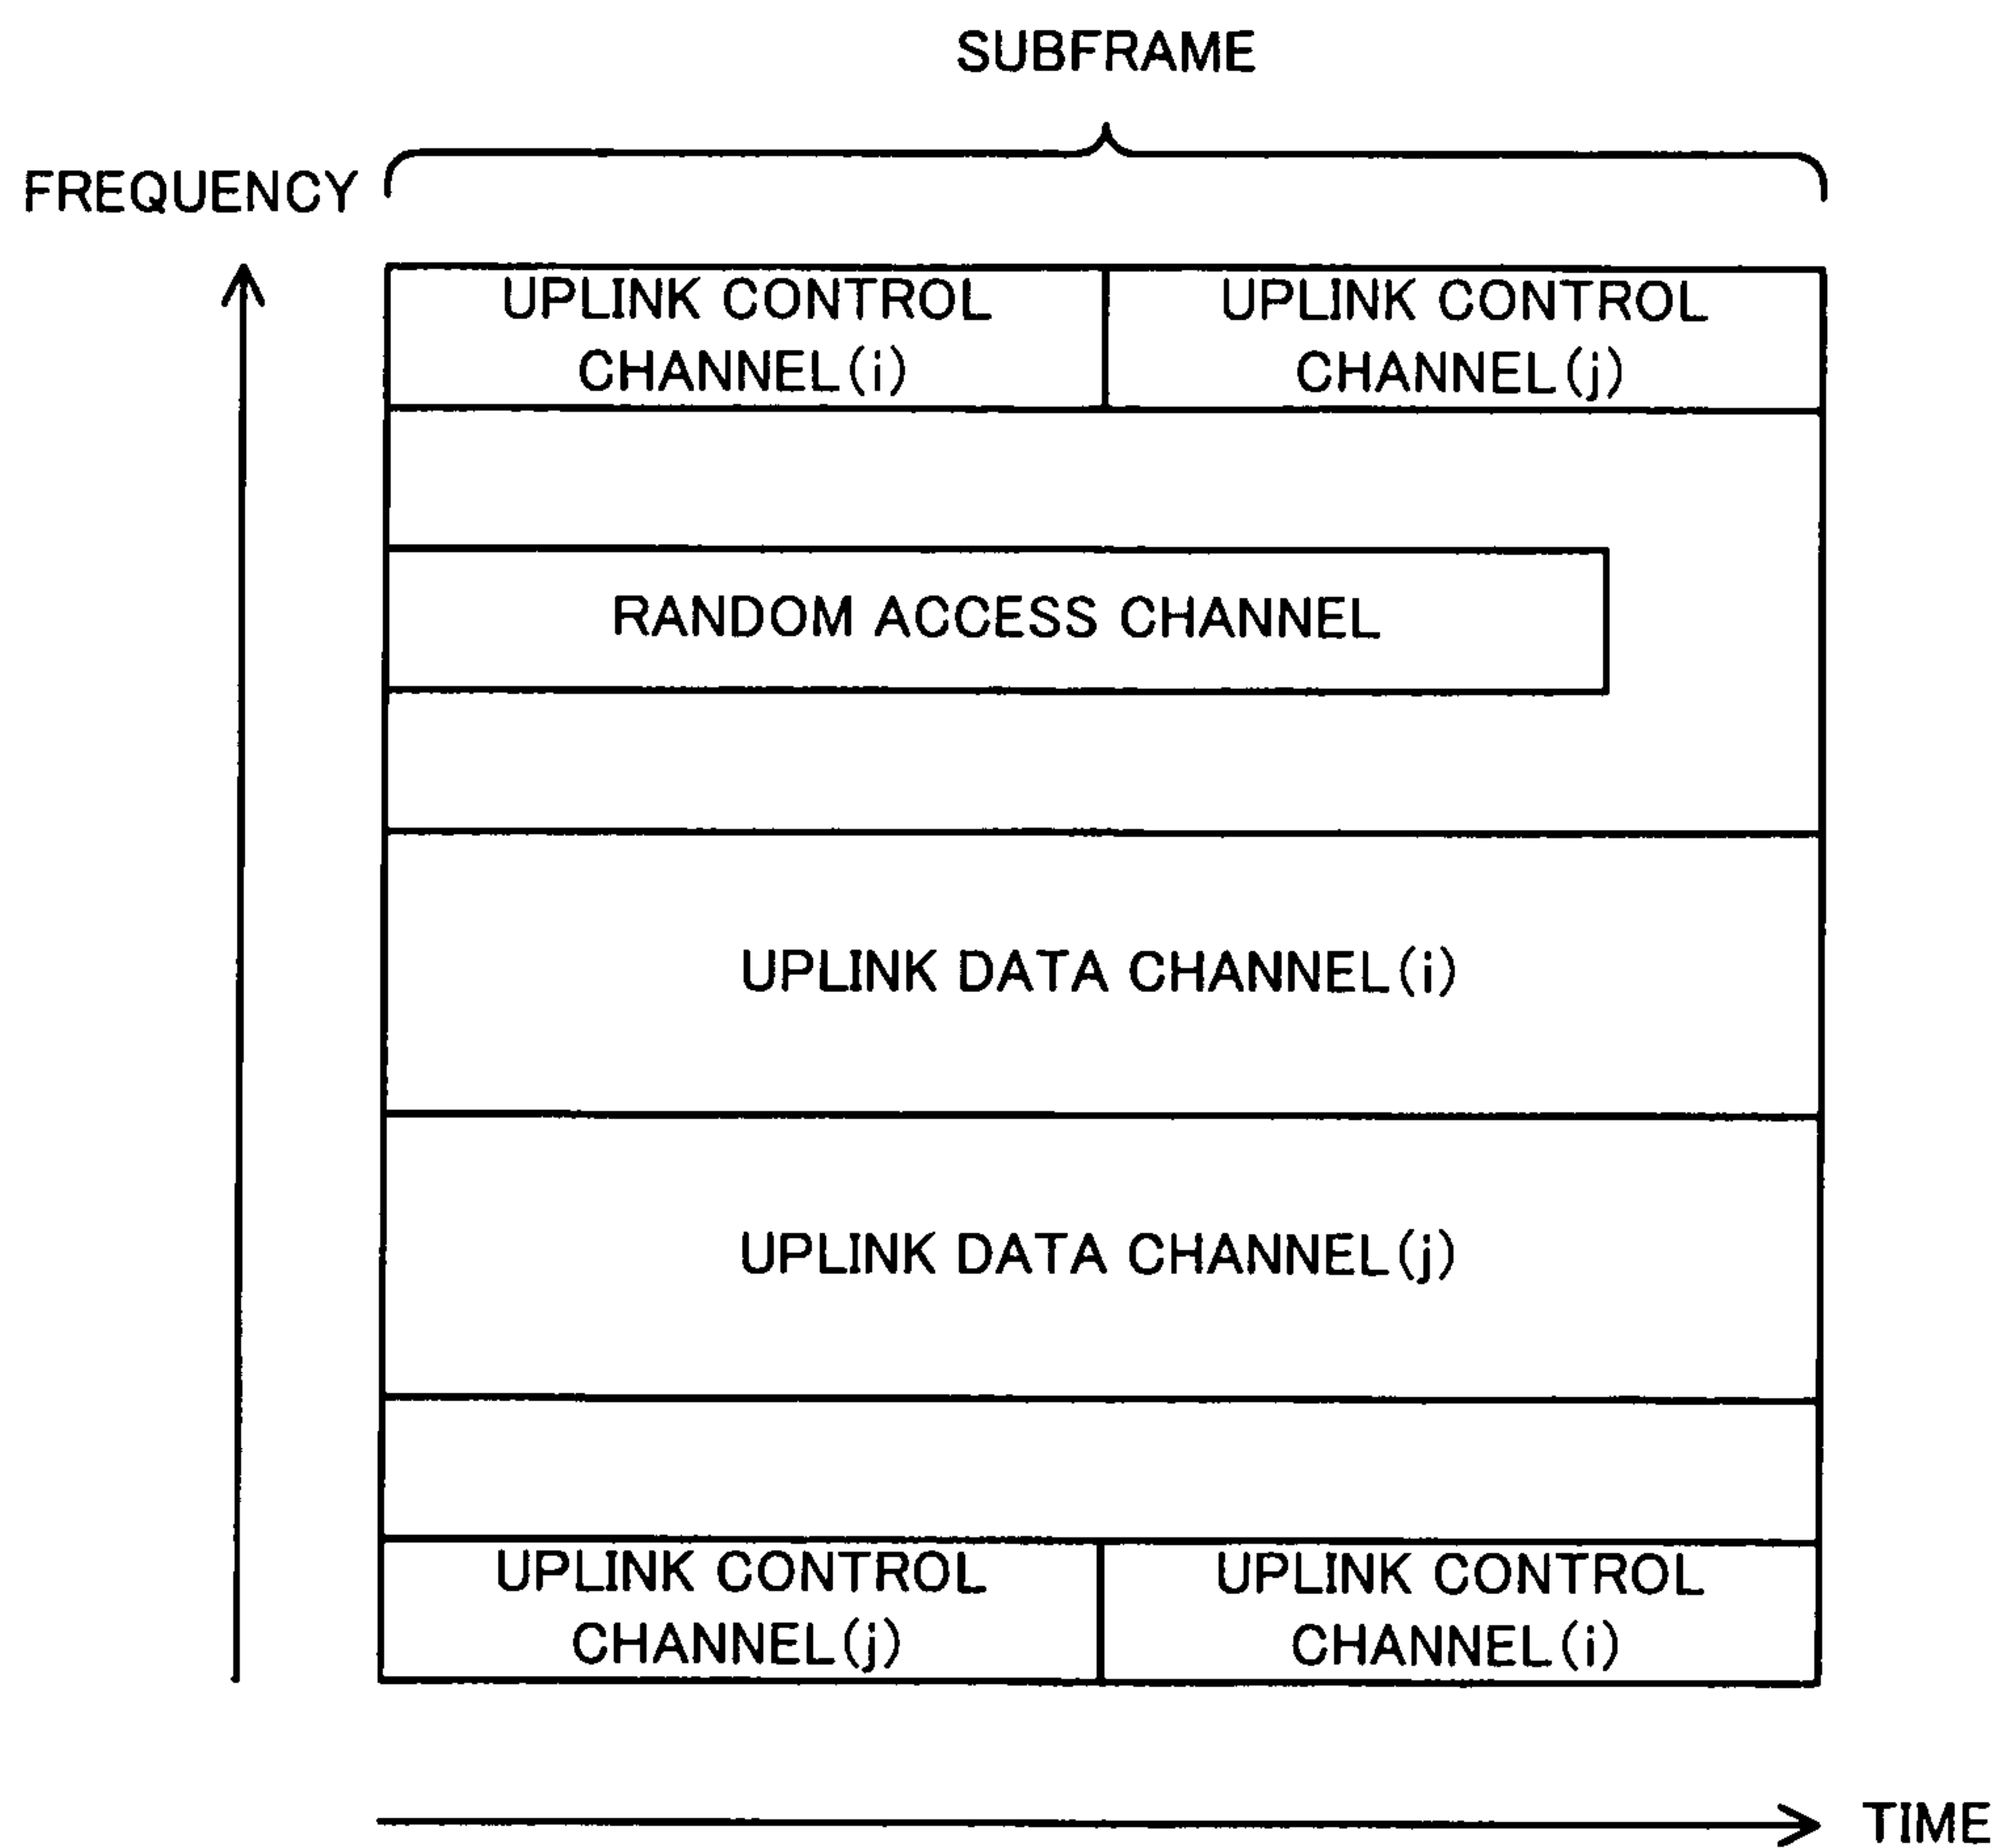 SUBFRAME
FREQUENCY
UPLINK CONTROL
CHANNEL(i)
UPLINK CONTROL
CHANNEL(j)
RANDOM ACCESS CHANNEL
UPLINK DATA CHANNEL(i)
UPLINK DATA CHANNEL(j)
UPLINK CONTROL
CHANNEL(j)
UPLINK CONTROL
CHANNEL(i)
TIME